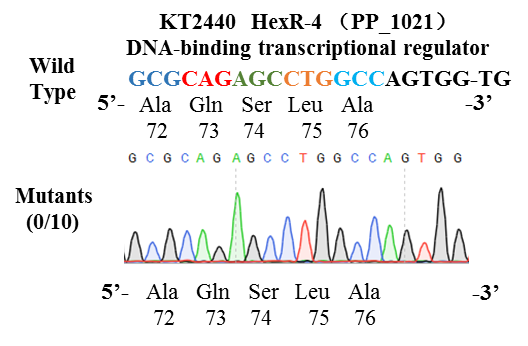 KT2440 HexR-4 （PP_1021）
DNA-binding transcriptional regulator
Wild Type
GCGCAGAGCCTGGCCAGTGG-TG
5’- -3’
Ala Gln Ser Leu Ala
72 73 74 75 76
G C G C A G A G C C T G G C C A G T G G
Mutants
(0/10)
5’- Ala Gln Ser Leu Ala -3’
72 73 74 75 76